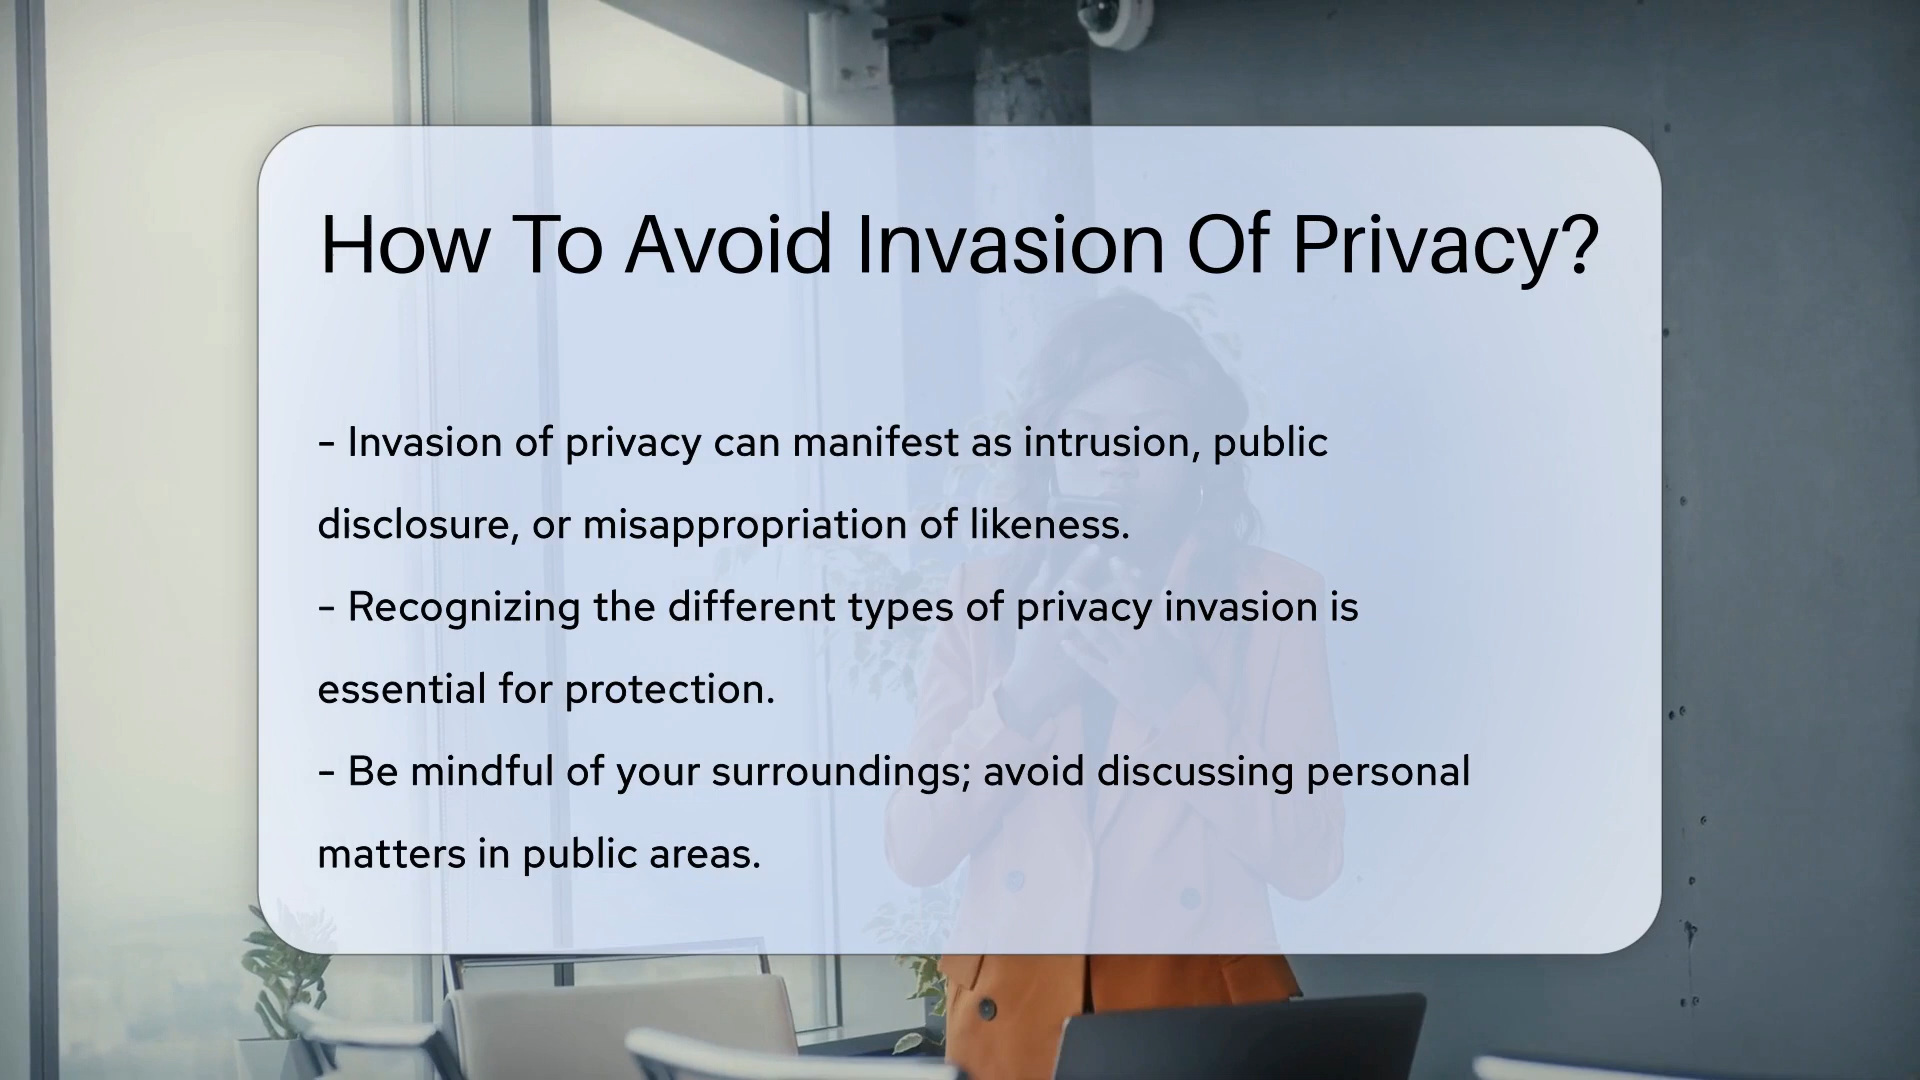 How To Avoid Invasion Of Privacy?
- Invasion of privacy can manifest as intrusion, public
disclosure, or misappropriation of likeness.
- Recognizing the different types of privacy invasion is
essential for protection.
- Be mindful of your surroundings; avoid discussing personal
matters in public areas.